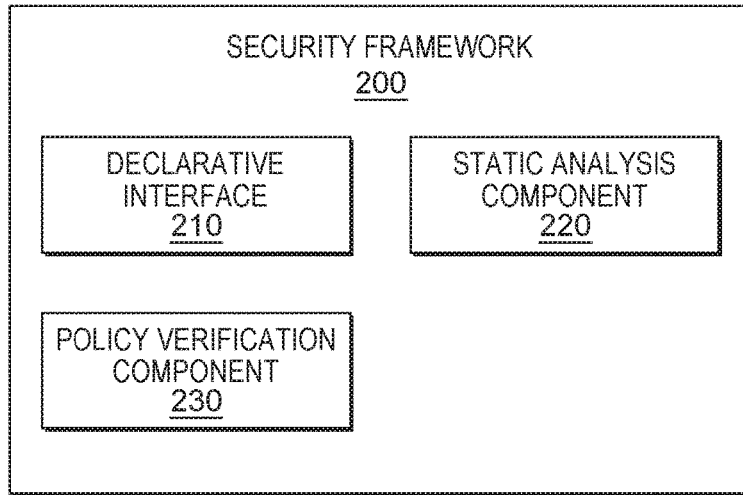 SECURITY FRAMEWORK
200
DECLARATIVE
INTERFACE
210
STATIC ANALYSIS
COMPONENT
220
POLICY VERIFICATION
COMPONENT
230